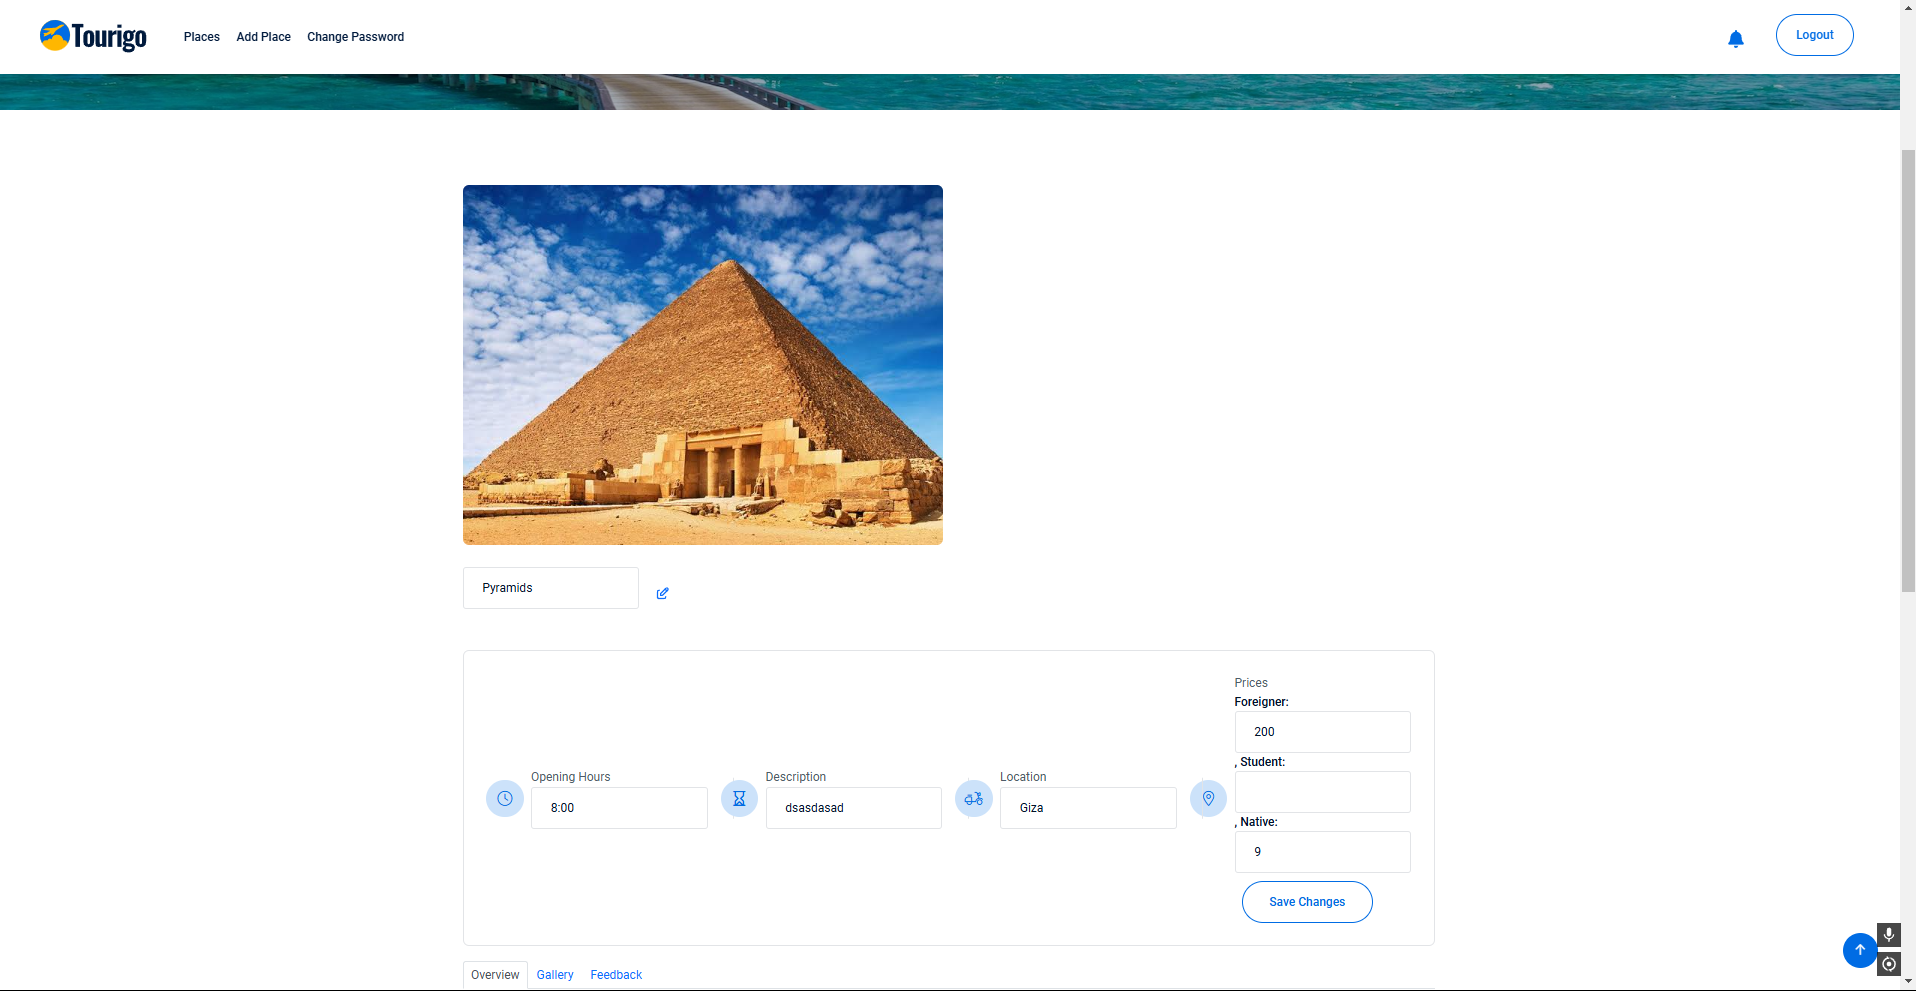 Tourigo
Places Add Place Change Password
Logout
Pyramids
Prices
Foreigner:
200
, Student:
Opening Hours Description Location
8:00 dsasdasad Giza
, Native:
9
Save Changes
Overview Gallery Feedback